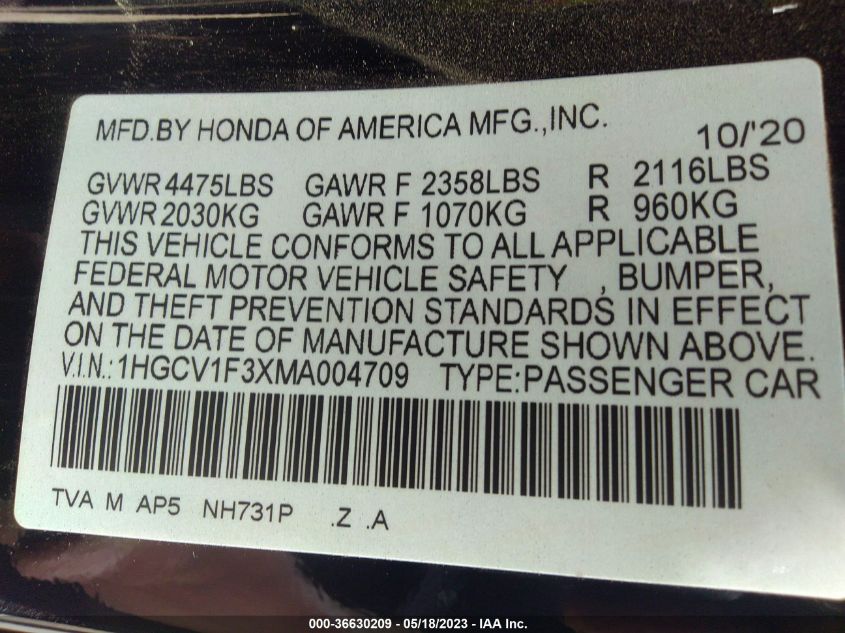 MFD.BY HONDA OF AMERICA MFG.,INC. 10/'20
GVWR 4475LBS GAWR F 2358LBS R 2116LBS
GVWR 2030KG GAWR F 1070KG R 960KG
THIS VEHICLE CONFORMS TO ALL APPLICABLE
FEDERAL MOTOR VEHICLE SAFETY , BUMPER,
AND THEFT PREVENTION STANDARDS IN EFFECT
ON THE DATE OF MANUFACTURE SHOWN ABOVE.
V.I.N.:1HGCV1F3XMA004709 TYPE:PASSENGER CAR
TVA M AP5 NH731P .Z .A
000-36630209 - 05/18/2023 - IAA Inc.